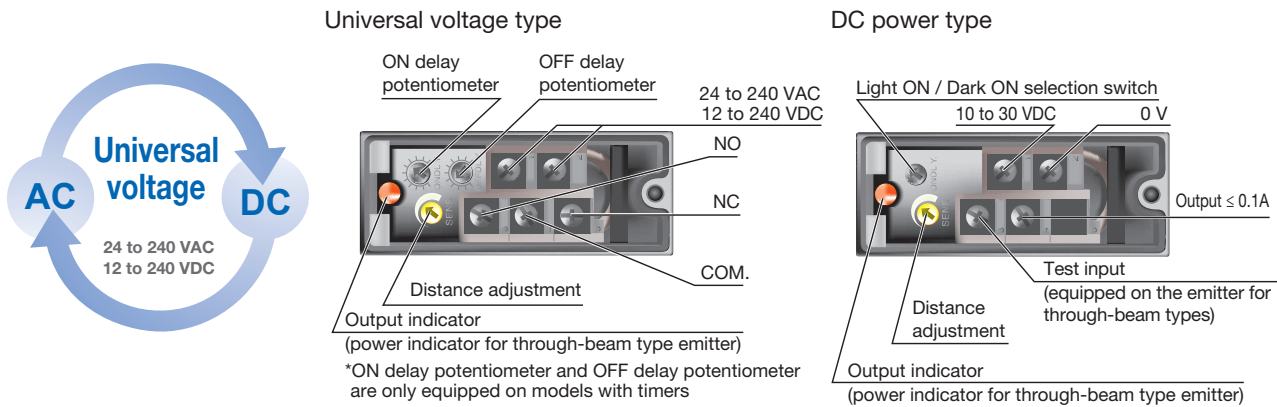 Universal voltage type
DC power type
ON delay
potentiometer
OFF delay
potentiometer
24 to 240 VAC
12 to 240 VDC
NO
NC
COM.
Distance adjustment
Output indicator
(power indicator for through-beam type emitter)
*ON delay potentiometer and OFF delay potentiometer
are only equipped on models with timers
Universal
voltage
AC
DC
24 to 240 VAC
12 to 240 VDC
Light ON / Dark ON selection switch
10 to 30 VDC
0 V
Output ≤ 0.1A
Test input
(equipped on the emitter for
through-beam types)
Distance
adjustment
Output indicator
(power indicator for through-beam type emitter)